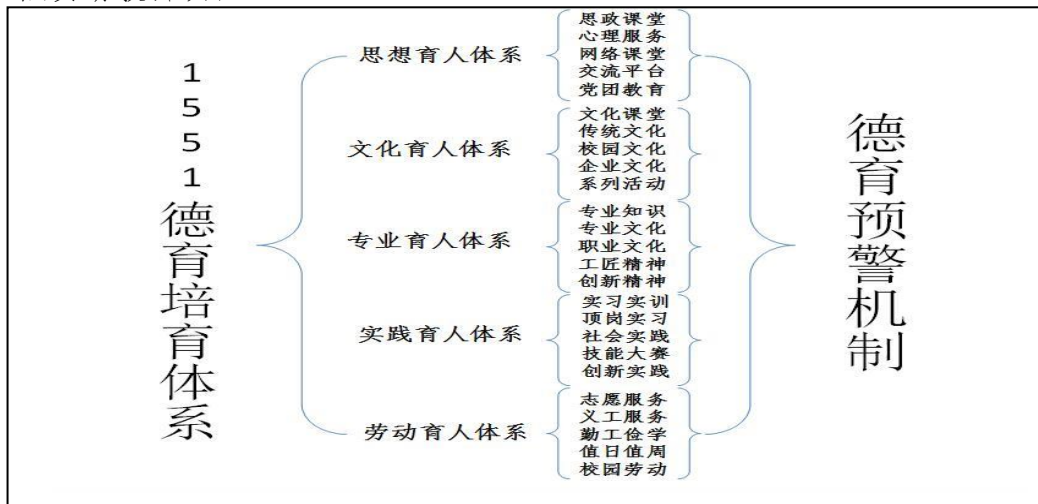 1
5
5
1
德
育
培
育
体
系
思想育人体系
思政课堂
心理服务
网络课堂
交流平台
党团教育
文化育人体系
文化课堂
传统文化
校园文化
企业文化
系列活动
专业育人体系
专业知识
专业文化
职业文化
工匠精神
创新精神
实践育人体系
实习实训
顶岗实习
社会实践
技能大赛
创新实践
劳动育人体系
志愿服务
义工服务
勤工俭学
值日值周
校园劳动
德
育
预
警
机
制